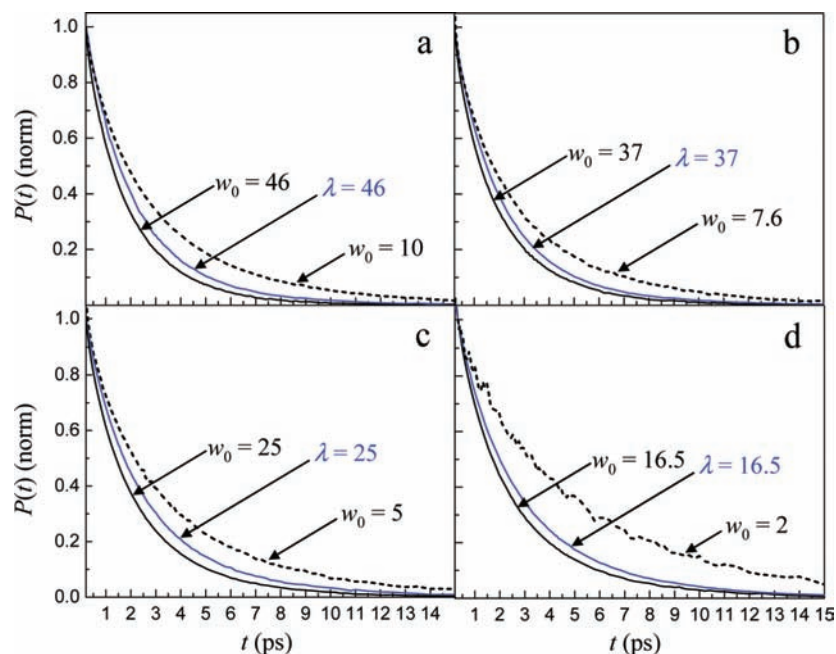 a
b
1.0
0.8
0.6
0.4
0.2
P(t) (norm)
w₀ = 46
λ = 46
w₀ = 10
w₀ = 37
λ = 37
w₀ = 7.6
c
d
1.0
0.8
0.6
0.4
0.2
0.0
P(t) (norm)
w₀ = 25
λ = 25
w₀ = 5
w₀ = 16.5
λ = 16.5
w₀ = 2
1 2 3 4 5 6 7 8 9 10 11 12 13 14
1 2 3 4 5 6 7 8 9 10 11 12 13 14 15
t (ps)
t (ps)